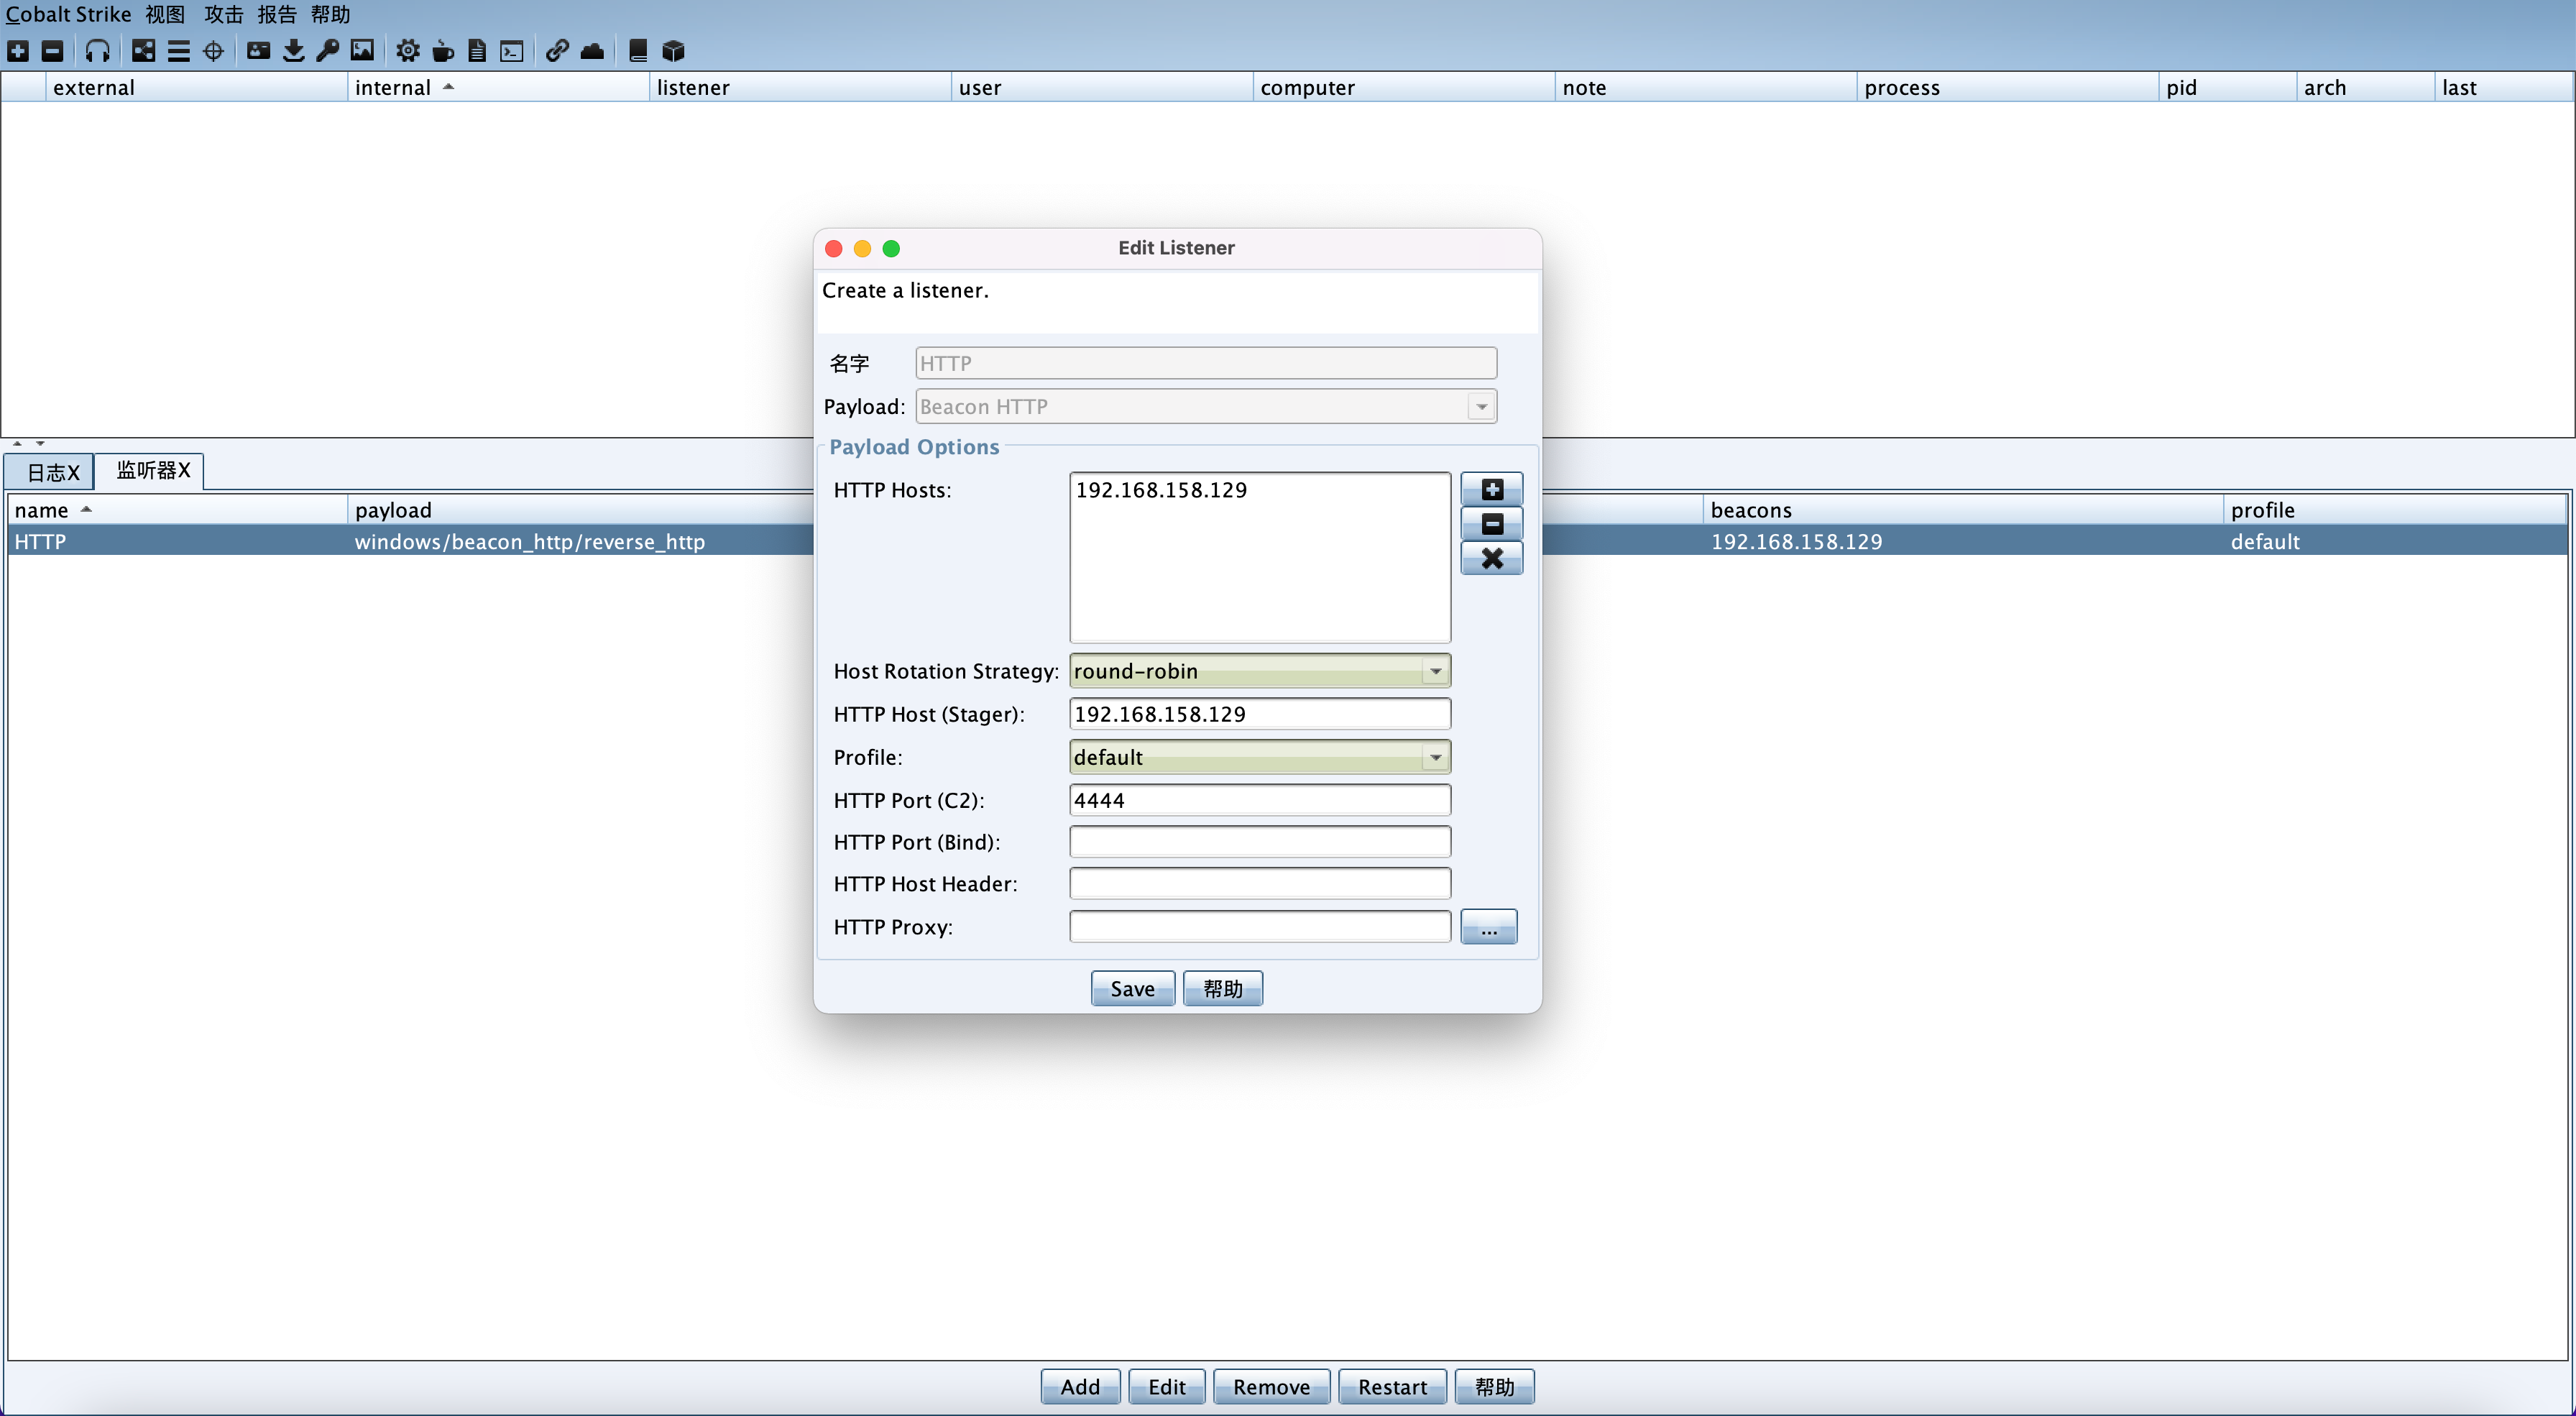 Cobalt Strike 视图 攻击 报告 帮助
external internal listener user computer note process pid arch last
Edit Listener
Create a listener.
名字 HTTP
Payload: Beacon HTTP
Payload Options
HTTP Hosts: 192.168.158.129
Host Rotation Strategy: round-robin
HTTP Host (Stager): 192.168.158.129
Profile: default
HTTP Port (C2): 4444
HTTP Port (Bind):
HTTP Host Header:
HTTP Proxy: ...
Save 帮助
日志X 监听器X
name payload beacons profile
HTTP windows/beacon_http/reverse_http 192.168.158.129 default
Add Edit Remove Restart 帮助